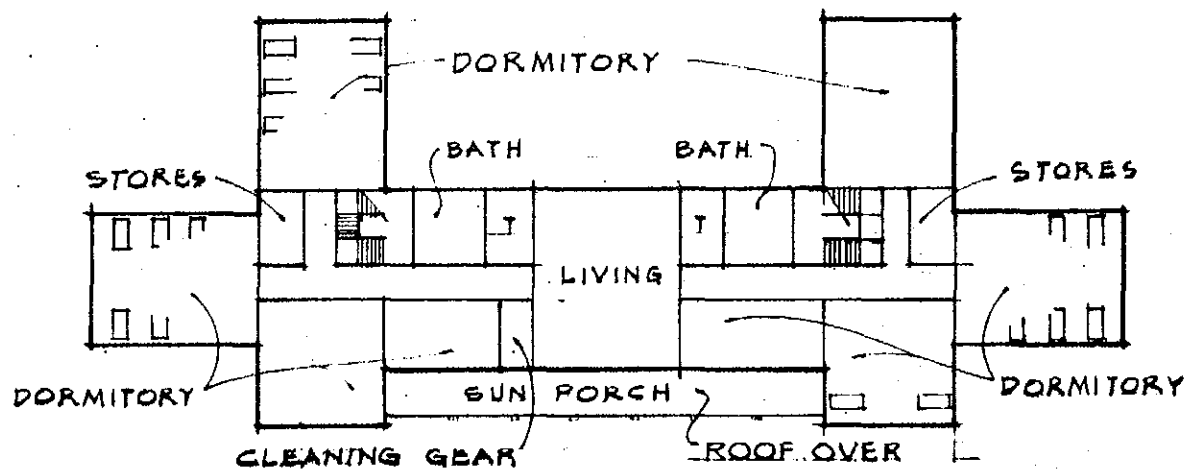 DORMITORY
BATH
BATH
STORES
STORES
LIVING
DORMITORY
SUN PORCH
DORMITORY
CLEANING GEAR
ROOF OVER